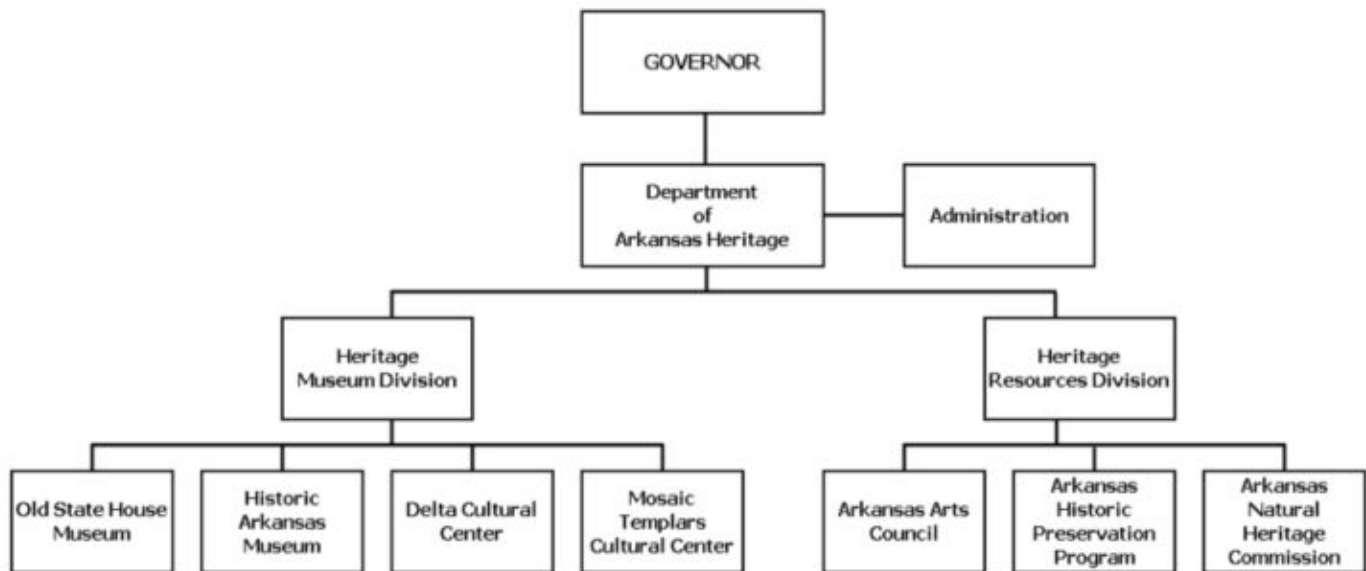 GOVERNOR
Department
of
Arkansas Heritage
Administration
Heritage
Museum Division
Heritage
Resources Division
Old State House
Museum
Historic
Arkansas
Museum
Delta Cultural
Center
Mosaic
Templars
Cultural Center
Arkansas Arts
Council
Arkansas
Historic
Preservation
Program
Arkansas
Natural
Heritage
Commission